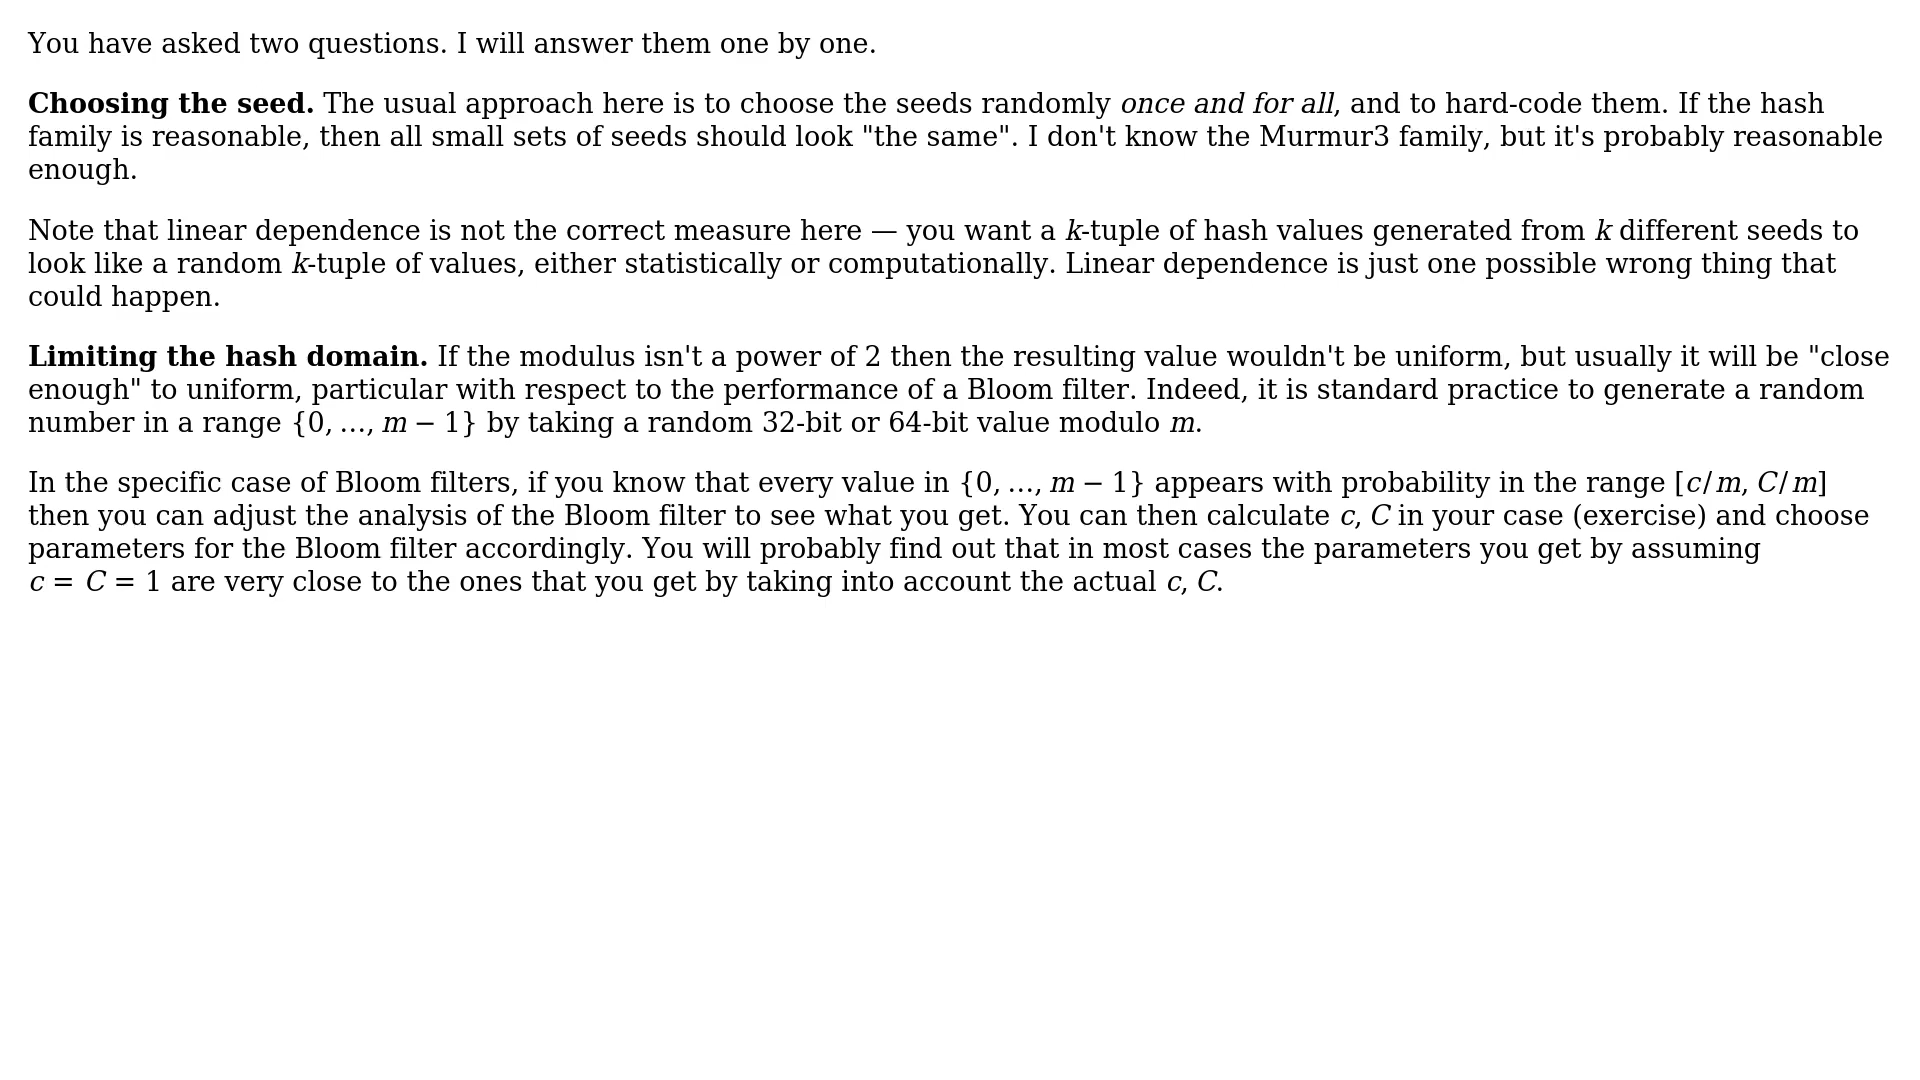 You have asked two questions. I will answer them one by one.
Choosing the seed. The usual approach here is to choose the seeds randomly once and for all, and to hard-code them. If the hash
family is reasonable, then all small sets of seeds should look "the same". I don't know the Murmur3 family, but it's probably reasonable
enough.
Note that linear dependence is not the correct measure here — you want a k-tuple of hash values generated from k different seeds to
look like a random k-tuple of values, either statistically or computationally. Linear dependence is just one possible wrong thing that
could happen.
Limiting the hash domain. If the modulus isn't a power of 2 then the resulting value wouldn't be uniform, but usually it will be "close
enough" to uniform, particular with respect to the performance of a Bloom filter. Indeed, it is standard practice to generate a random
number in a range {0, …, m − 1} by taking a random 32-bit or 64-bit value modulo m.
In the specific case of Bloom filters, if you know that every value in {0, …, m − 1} appears with probability in the range [c/m, C/m]
then you can adjust the analysis of the Bloom filter to see what you get. You can then calculate c, C in your case (exercise) and choose
parameters for the Bloom filter accordingly. You will probably find out that in most cases the parameters you get by assuming
c = C = 1 are very close to the ones that you get by taking into account the actual c, C.